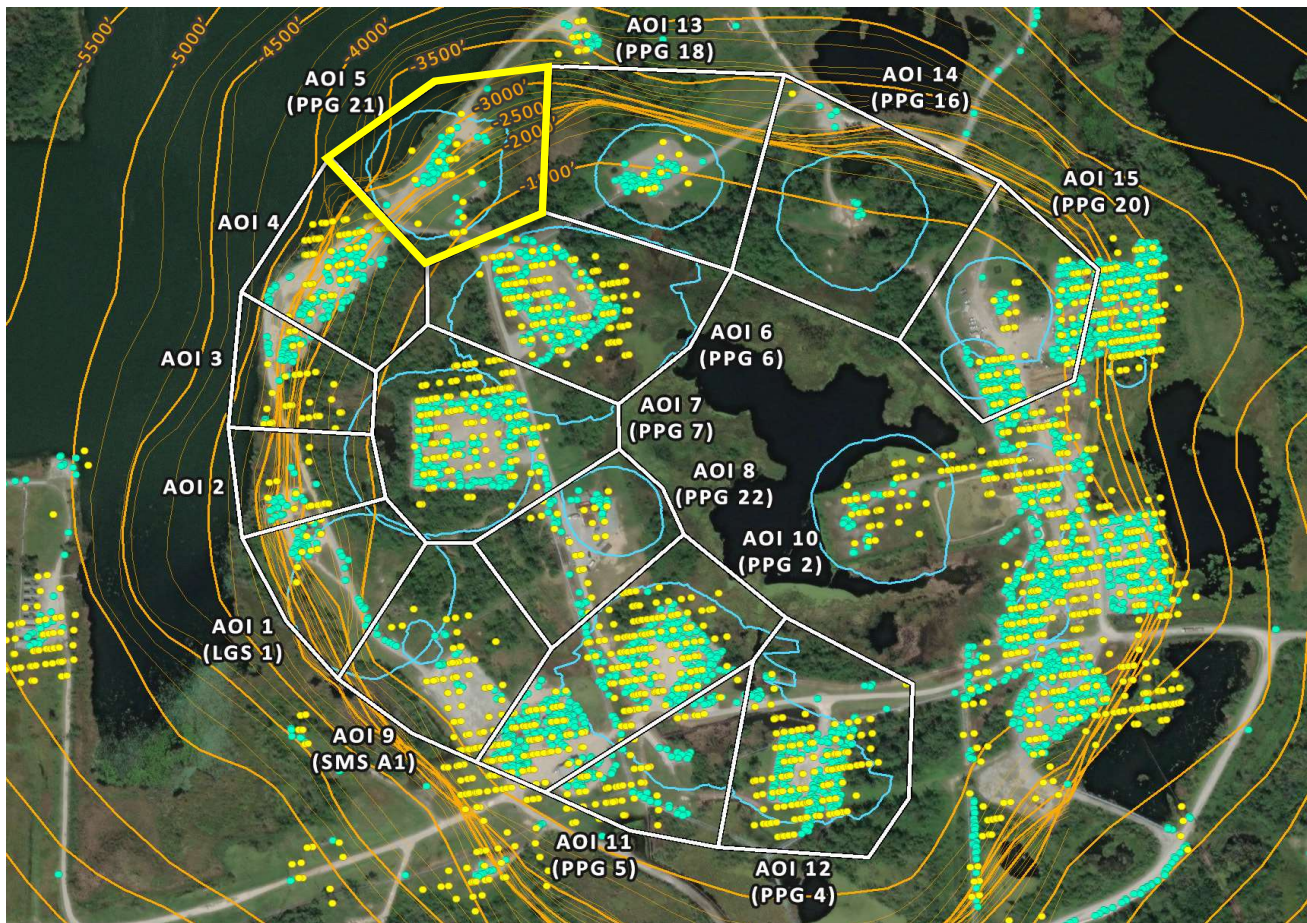 -5500'
-5000'
-4500'
-4000'
-3500'
-3000'
-2500'
AOI 13
(PPG 18)
AOI 14
(PPG 16)
AOI 5
(PPG 21)
AOI 15
(PPG 20)
AOI 4
AOI 3
AOI 6
(PPG 6)
AOI 7
(PPG 7)
AOI 2
AOI 8
(PPG 22)
AOI 10
(PPG 2)
AOI 1
(LGS 1)
AOI 9
(SMS A1)
AOI 11
(PPG 5)
AOI 12
(PPG 4)